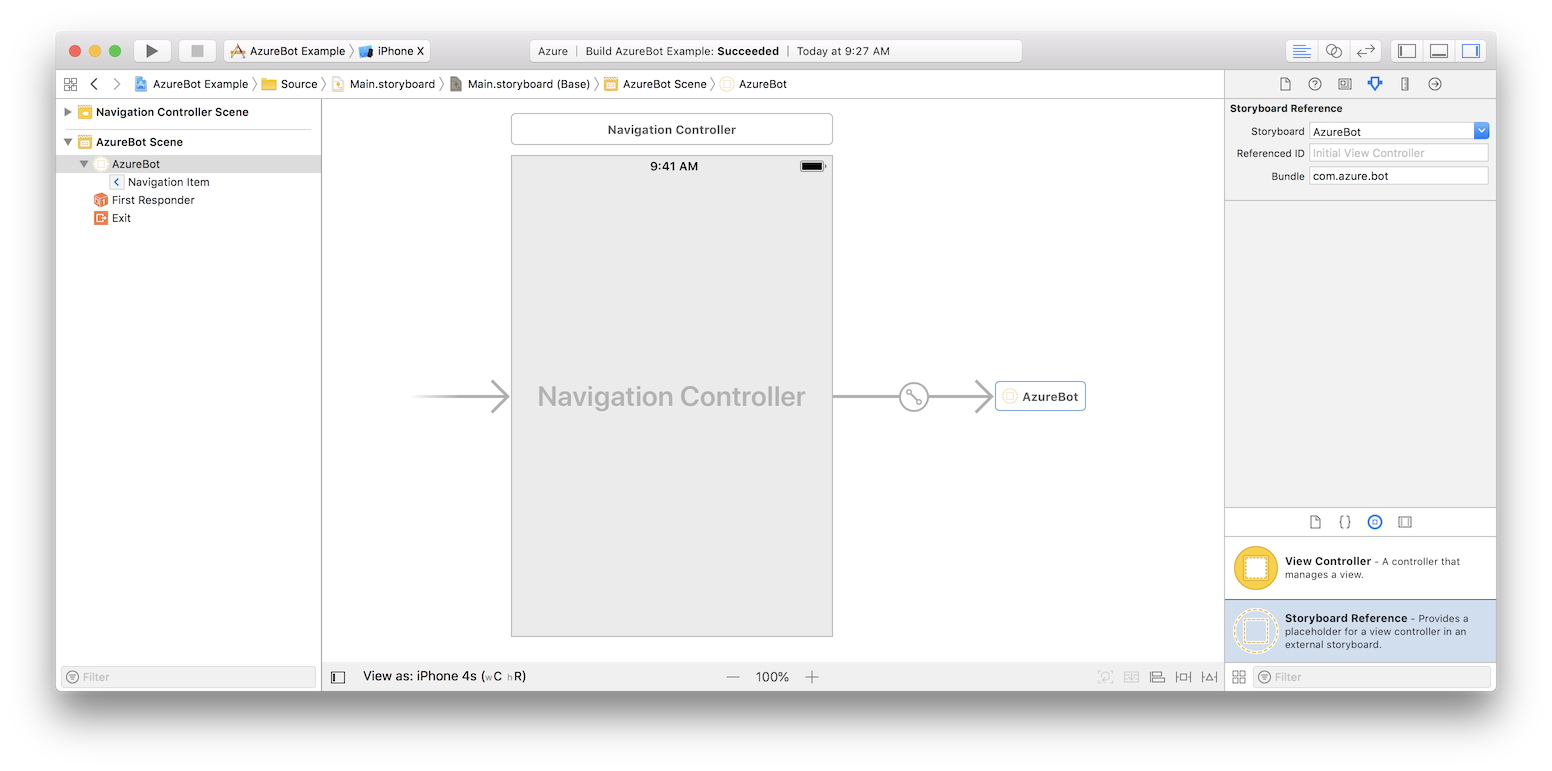 AzureBot Example 〉 iPhone X
Azure | Build AzureBot Example: Succeeded | Today at 9:27 AM
AzureBot Example 〉 Source 〉 Main.storyboard 〉 Main.storyboard (Base) 〉 AzureBot Scene 〉 AzureBot
Navigation Controller Scene
AzureBot Scene
AzureBot
Navigation Item
First Responder
Exit
Filter
Navigation Controller
9:41 AM
Navigation Controller
AzureBot
View as: iPhone 4s (wC hR)
100%
Storyboard Reference
Storyboard AzureBot
Referenced ID Initial View Controller
Bundle com.azure.bot
View Controller - A controller that
manages a view.
Storyboard Reference - Provides a
placeholder for a view controller in an
external storyboard.
Filter